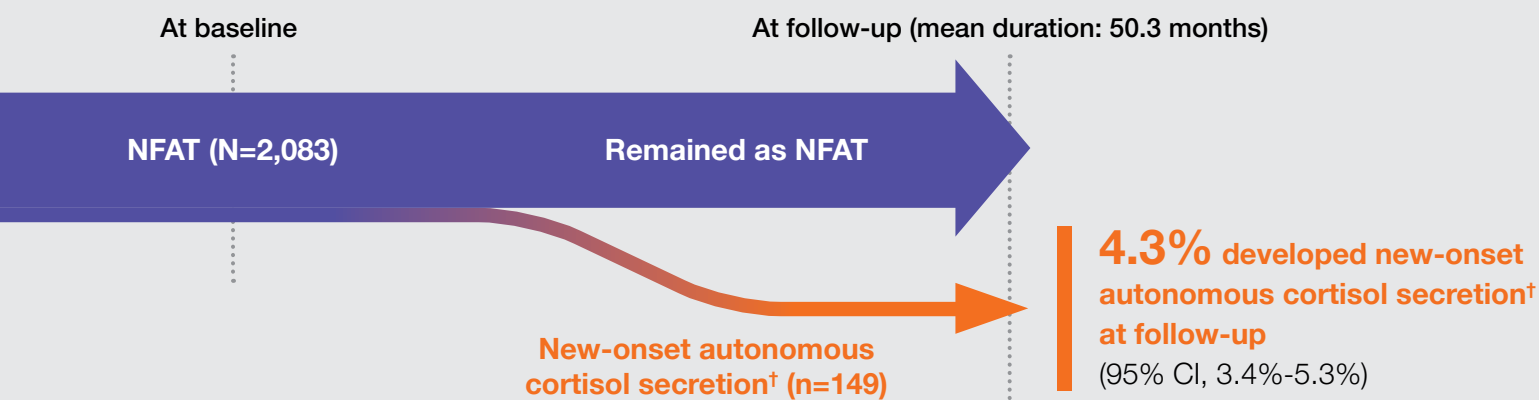 At baseline
At follow-up (mean duration: 50.3 months)
NFAT (N=2,083)
Remained as NFAT
New-onset autonomous
cortisol secretion† (n=149)
4.3% developed new-onset
autonomous cortisol secretion†
at follow-up
(95% CI, 3.4%-5.3%)